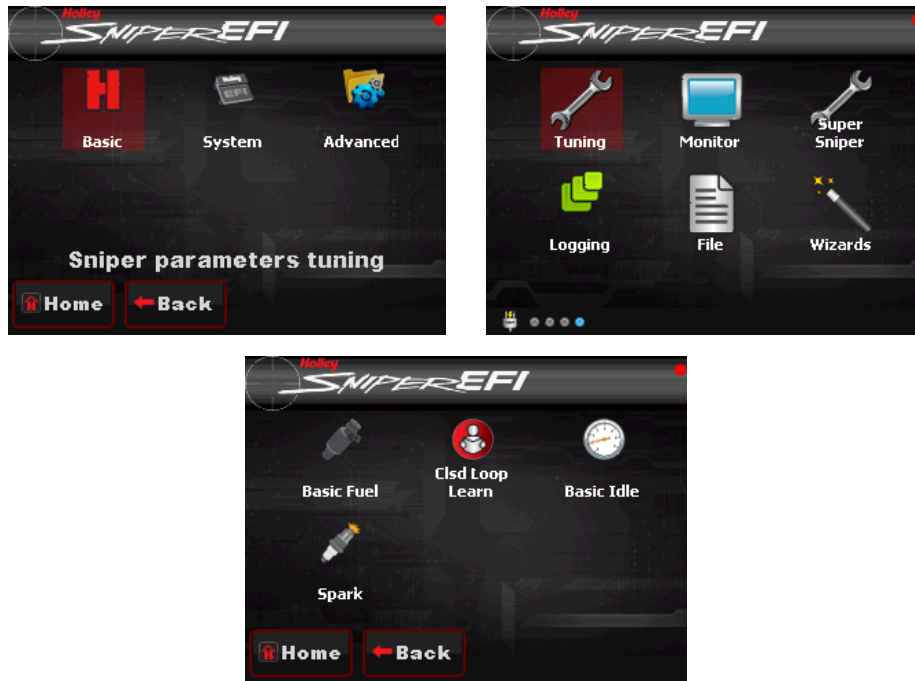 Holley
SNIPER EFI
Basic
System
Advanced
Sniper parameters tuning
Home
Back
Holley
SNIPER EFI
Tuning
Monitor
Super
Sniper
Logging
File
Wizards
Holley
SNIPER EFI
Basic Fuel
Clsd Loop
Learn
Basic Idle
Spark
Home
Back